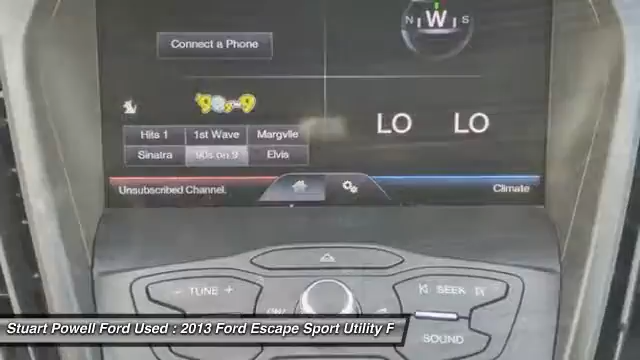 N W S
Connect a Phone
'90s on 9
LO LO
Hits 1 1st Wave Margvlle
Sinatra 90s on 9 Elvis
Unsubscribed Channel.
Climate
- TUNE +
SEEK
SOUND
Stuart Powell Ford Used : 2013 Ford Escape Sport Utility F